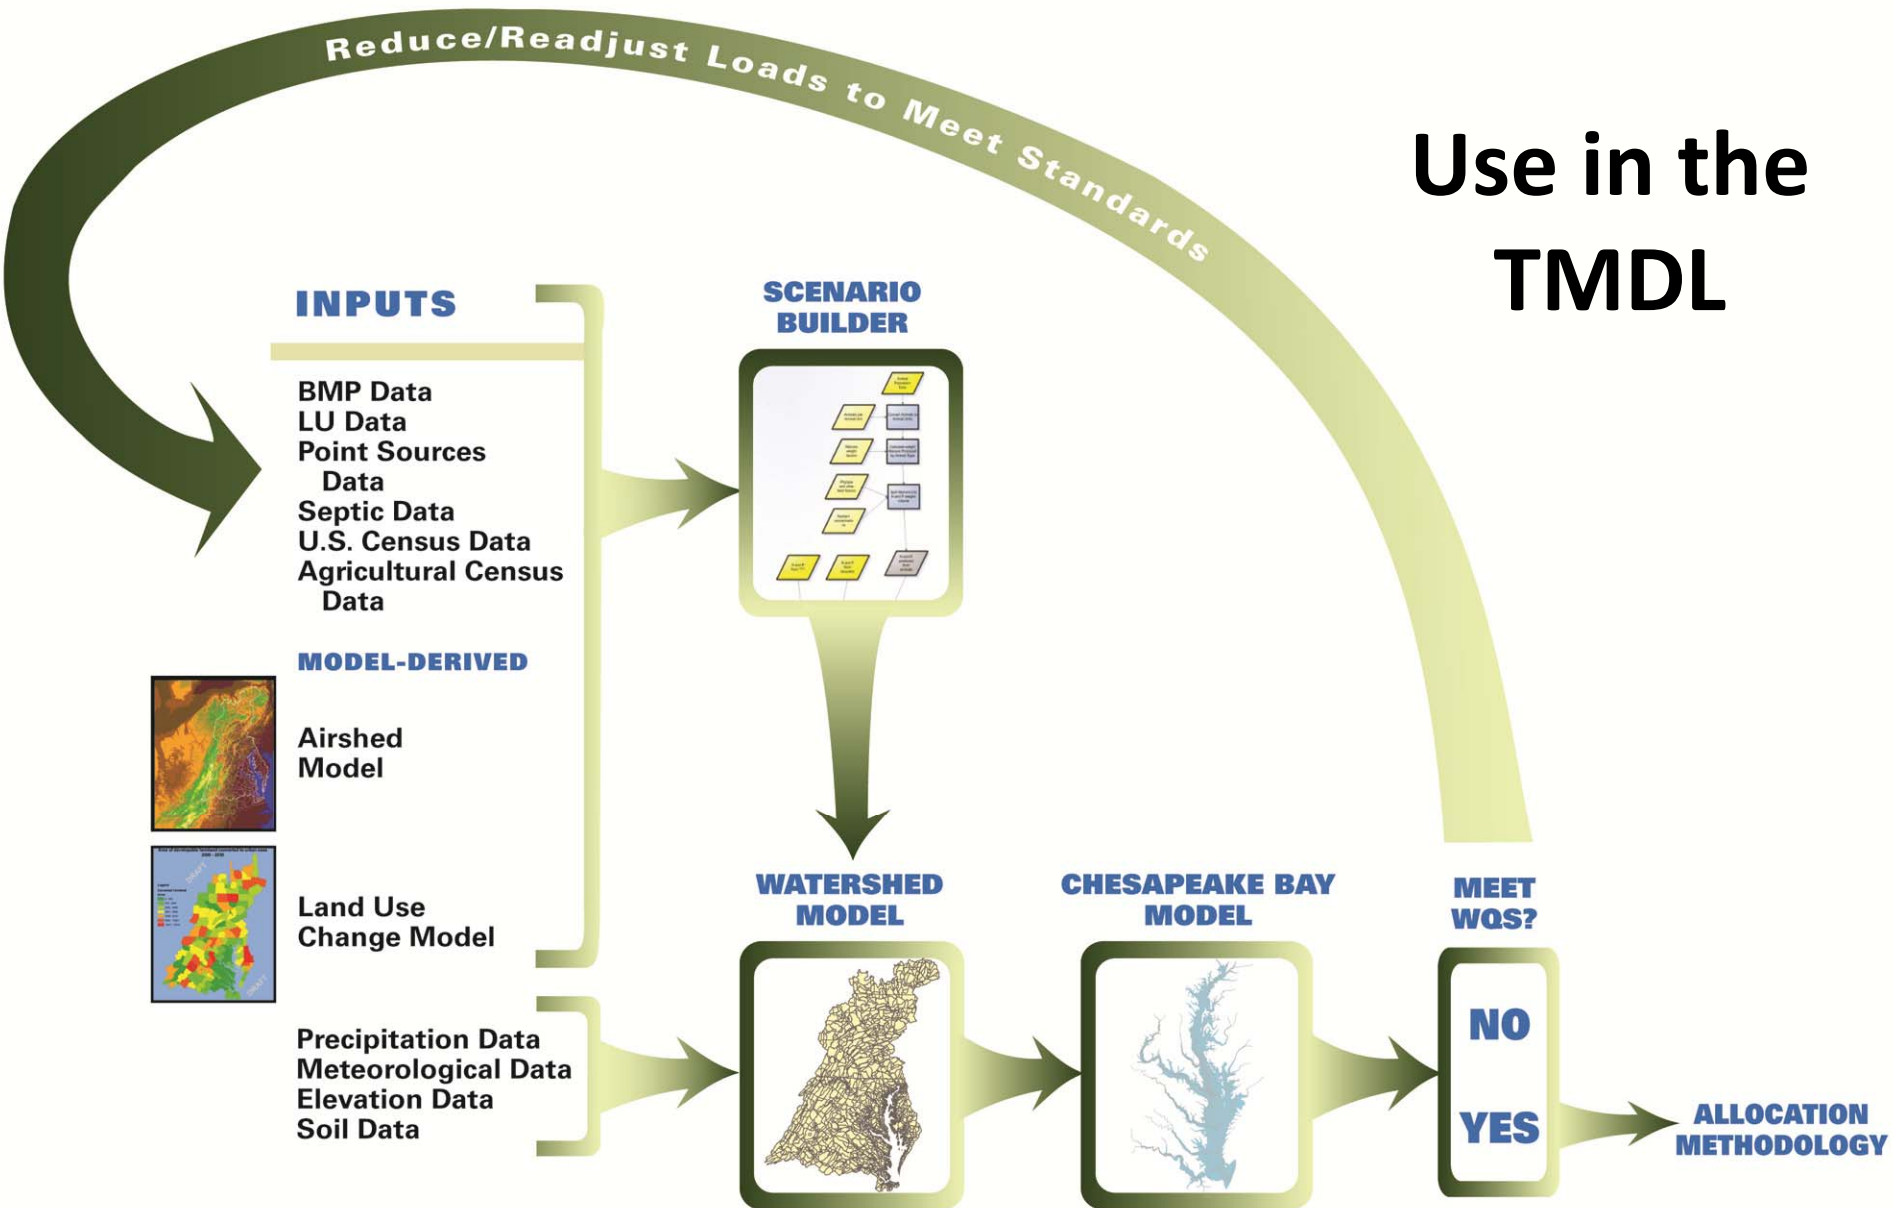 Reduce/Readjust Loads to Meet Standards
Use in the
TMDL
INPUTS
BMP Data
LU Data
Point Sources
Data
Septic Data
U.S. Census Data
Agricultural Census
Data
MODEL-DERIVED
Airshed
Model
Land Use
Change Model
Precipitation Data
Meteorological Data
Elevation Data
Soil Data
SCENARIO
BUILDER
WATERSHED
MODEL
CHESAPEAKE BAY
MODEL
MEET
WQS?
NO
YES
ALLOCATION
METHODOLOGY
DRAFT
DRAFT